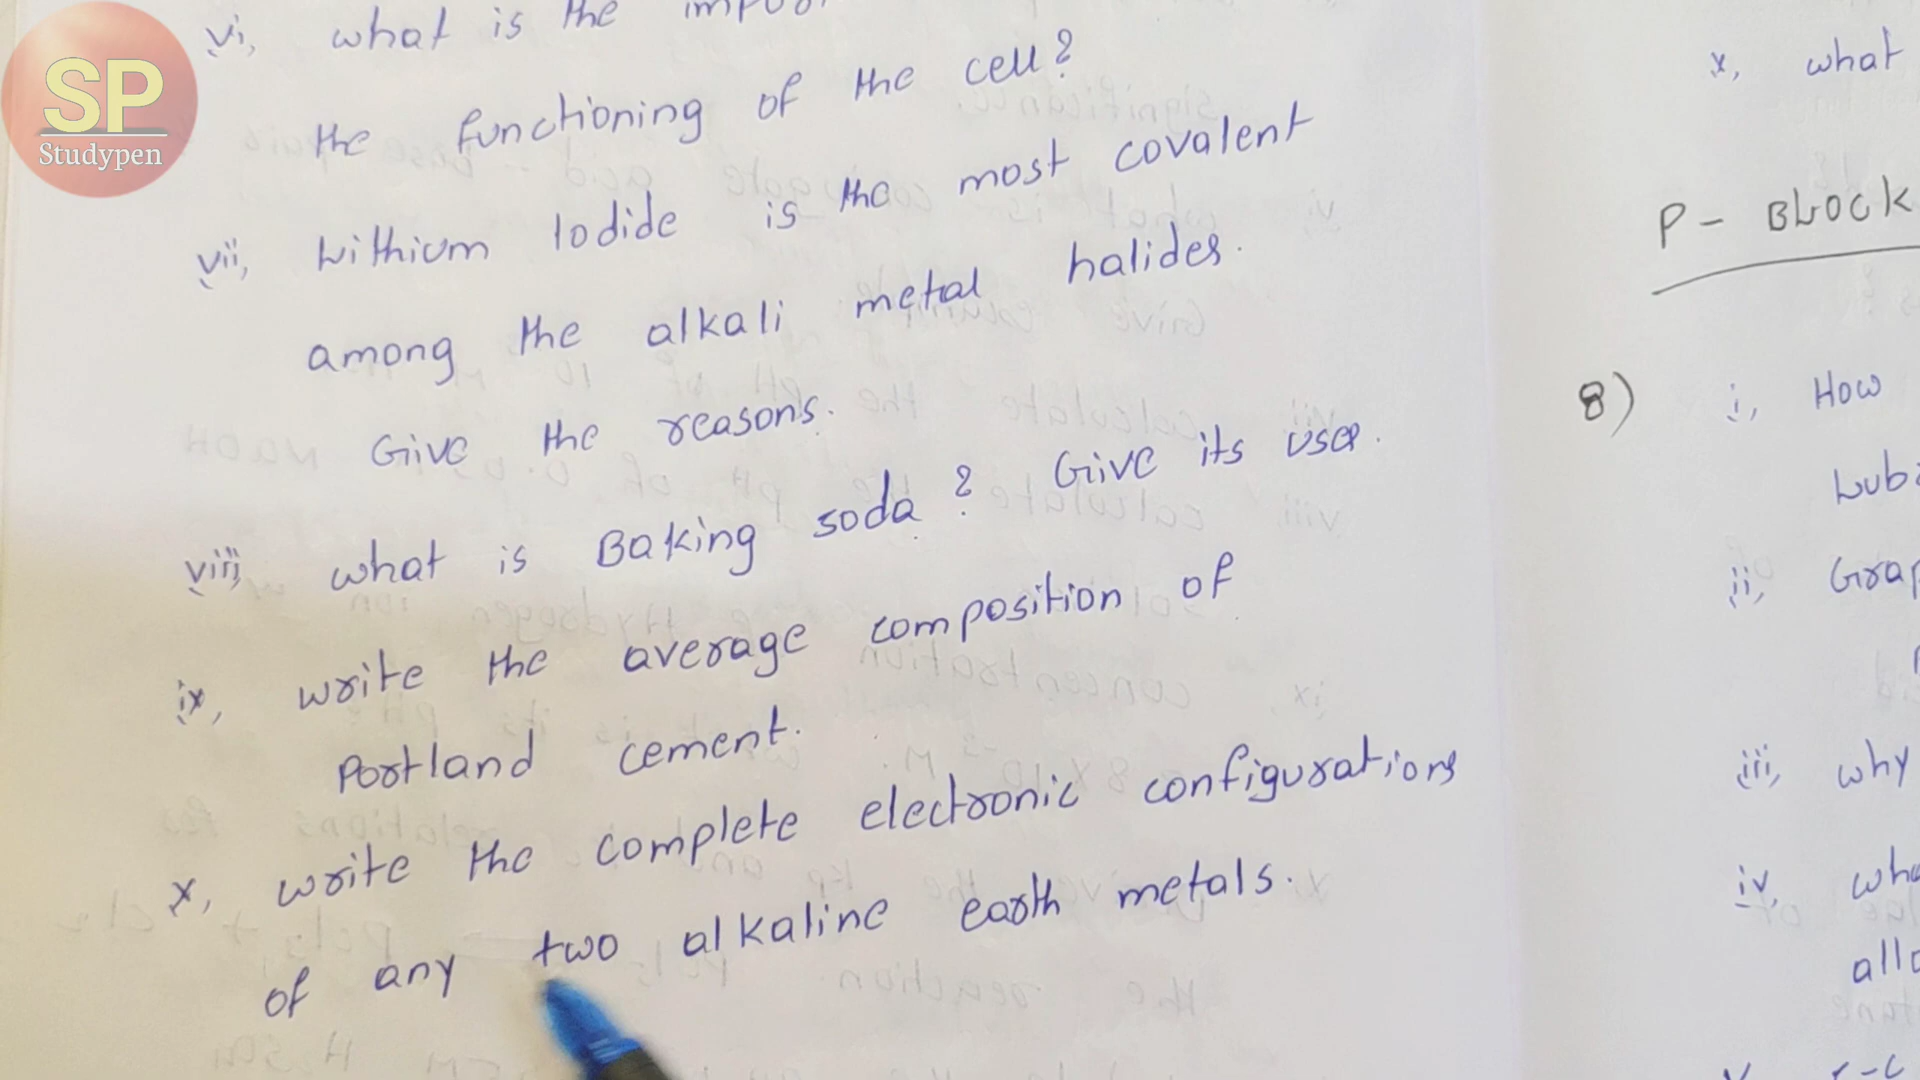 SP
Studypen
vi, what is the
the functioning of the cell?
vii, Lithium Iodide is the most covalent
among the alkali metal halides.
Give the reasons.
viii, what is Baking soda? Give its uses.
ix, write the average composition of
Portland cement.
x, write the complete electronic configurations
of any two alkaline earth metals.
x, what
P - BLOCK
8) i, How
ii,
iii, why
iv,